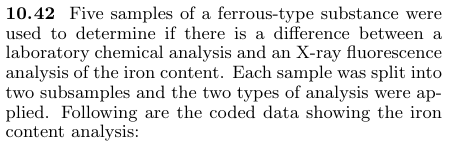 10.42 Five samples of a ferrous-type substance were
used to determine if there is a difference between a
laboratory chemical analysis and an X-ray fluorescence
analysis of the iron content. Each sample was split into
two subsamples and the two types of analysis were ap-
plied. Following are the coded data showing the iron
content analysis: